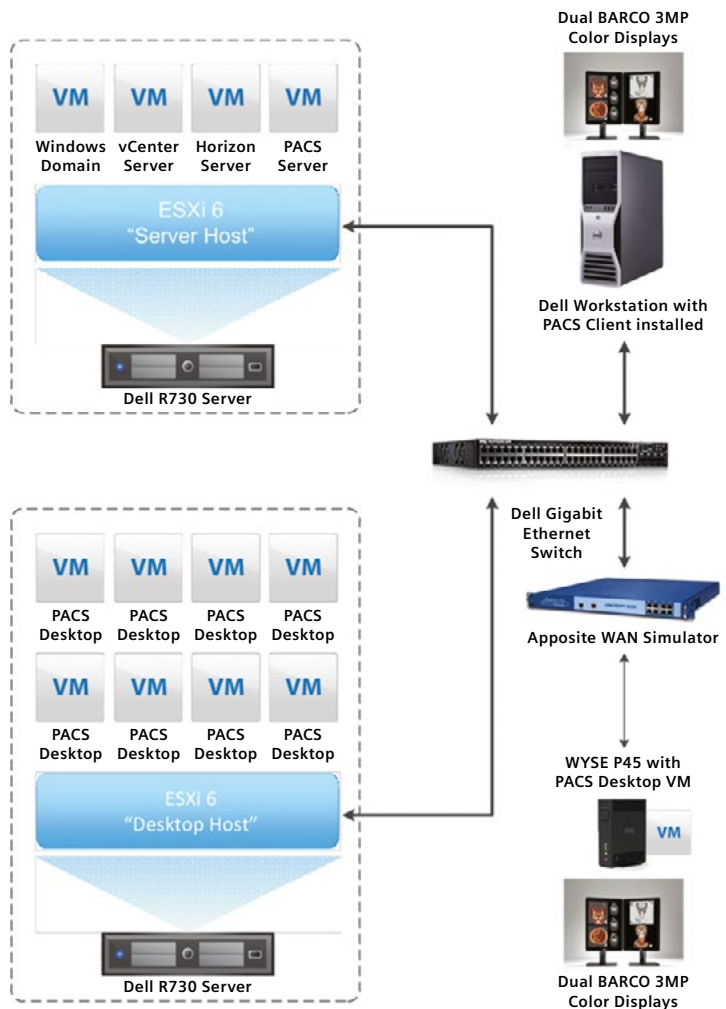 Dual BARCO 3MP
Color Displays
VM
VM
VM
VM
Windows
Domain
vCenter
Server
Horizon
Server
PACS
Server
ESXi 6
"Server Host"
Dell R730 Server
Dell Workstation with
PACS Client installed
Dell Gigabit
Ethernet
Switch
Apposite WAN Simulator
VM
VM
VM
VM
PACS
Desktop
PACS
Desktop
PACS
Desktop
PACS
Desktop
VM
VM
VM
VM
PACS
Desktop
PACS
Desktop
PACS
Desktop
PACS
Desktop
ESXi 6
"Desktop Host"
Dell R730 Server
WYSE P45 with
PACS Desktop VM
VM
Dual BARCO 3MP
Color Displays